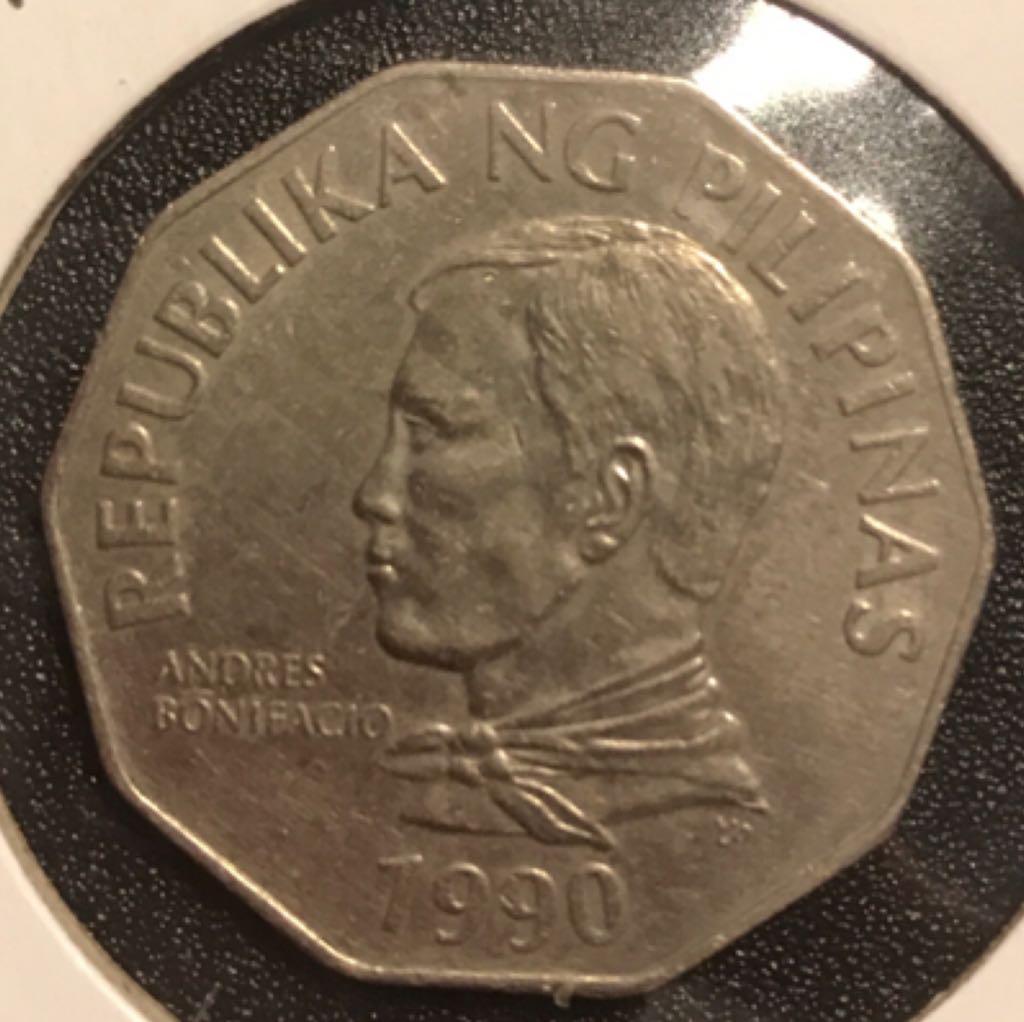 REPUBLIKA NG PILIPINAS
ANDRES
BONIFACIO
1990